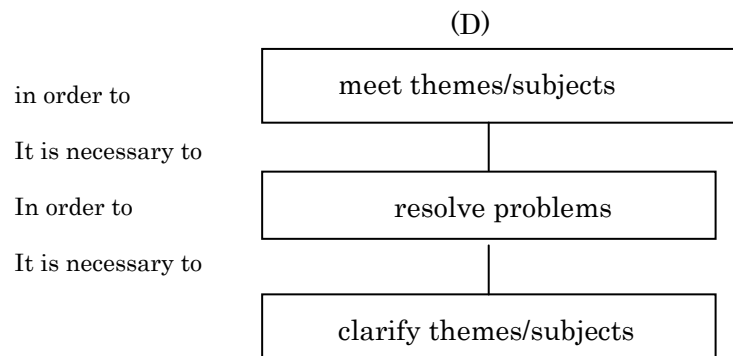 (D)
meet themes/subjects
in order to
It is necessary to
In order to
resolve problems
It is necessary to
clarify themes/subjects